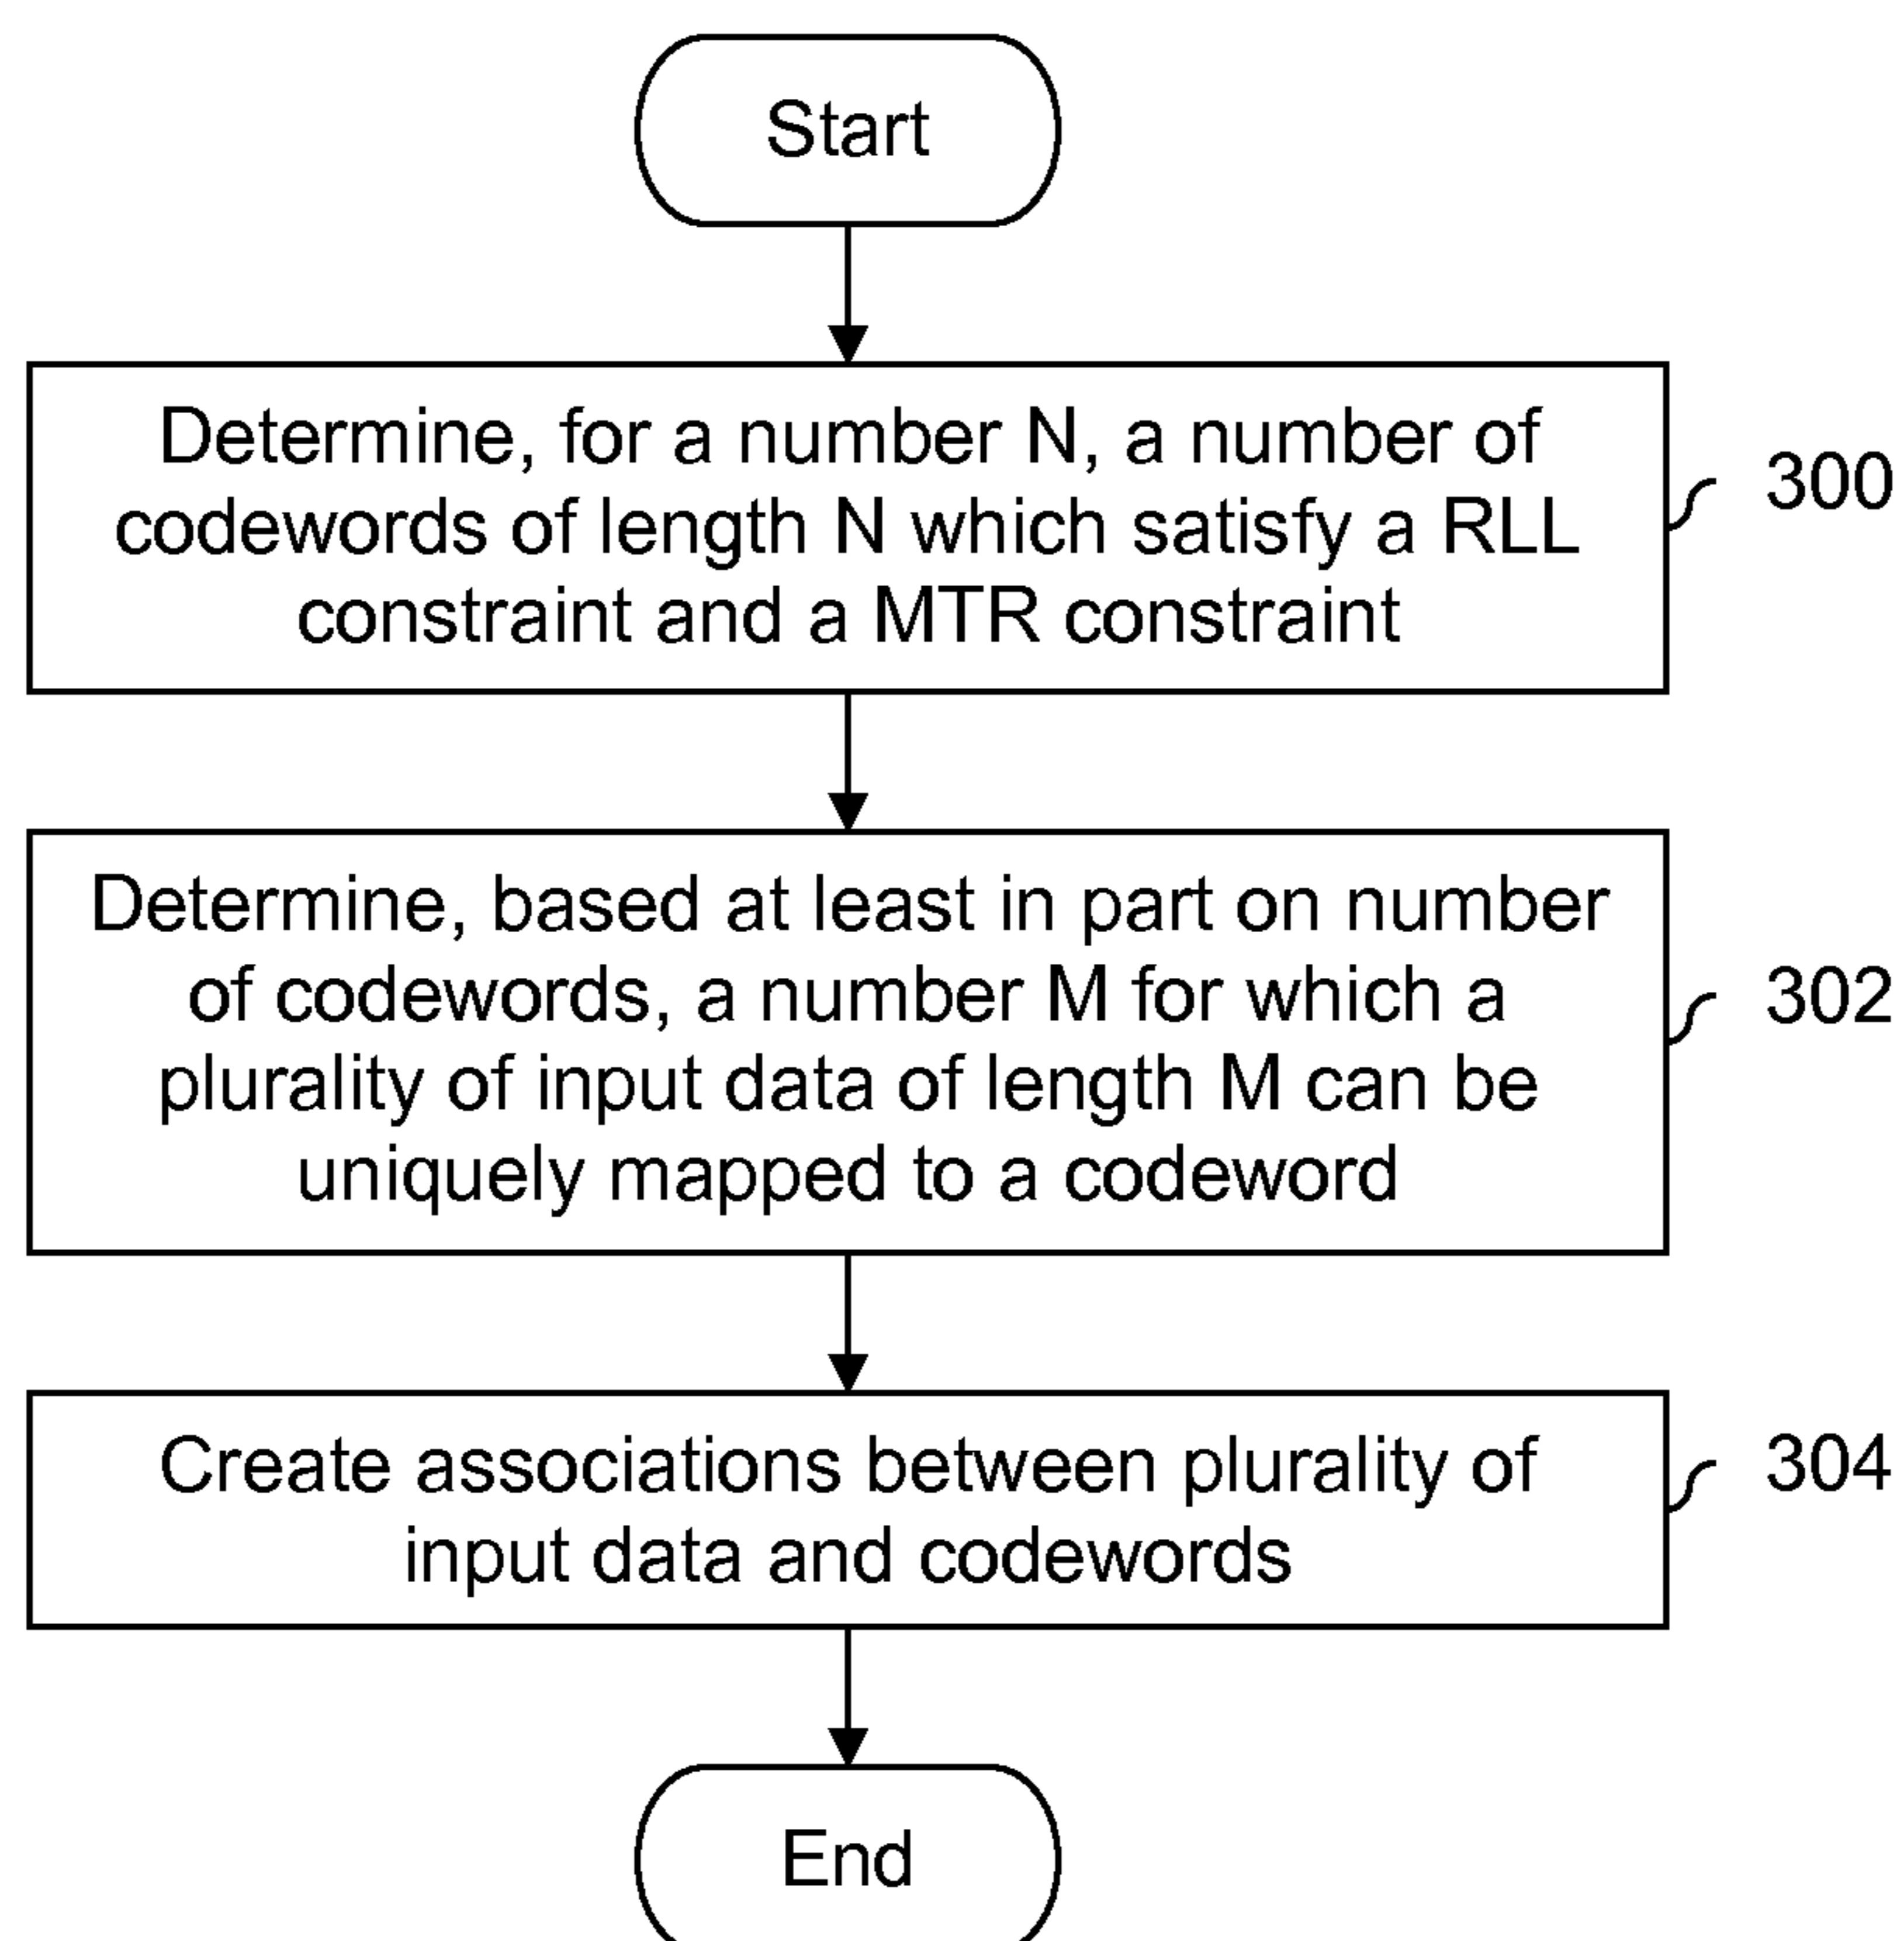 Start
Determine, for a number N, a number of
codewords of length N which satisfy a RLL
constraint and a MTR constraint
300
Determine, based at least in part on number
of codewords, a number M for which a
plurality of input data of length M can be
uniquely mapped to a codeword
302
Create associations between plurality of
input data and codewords
304
End